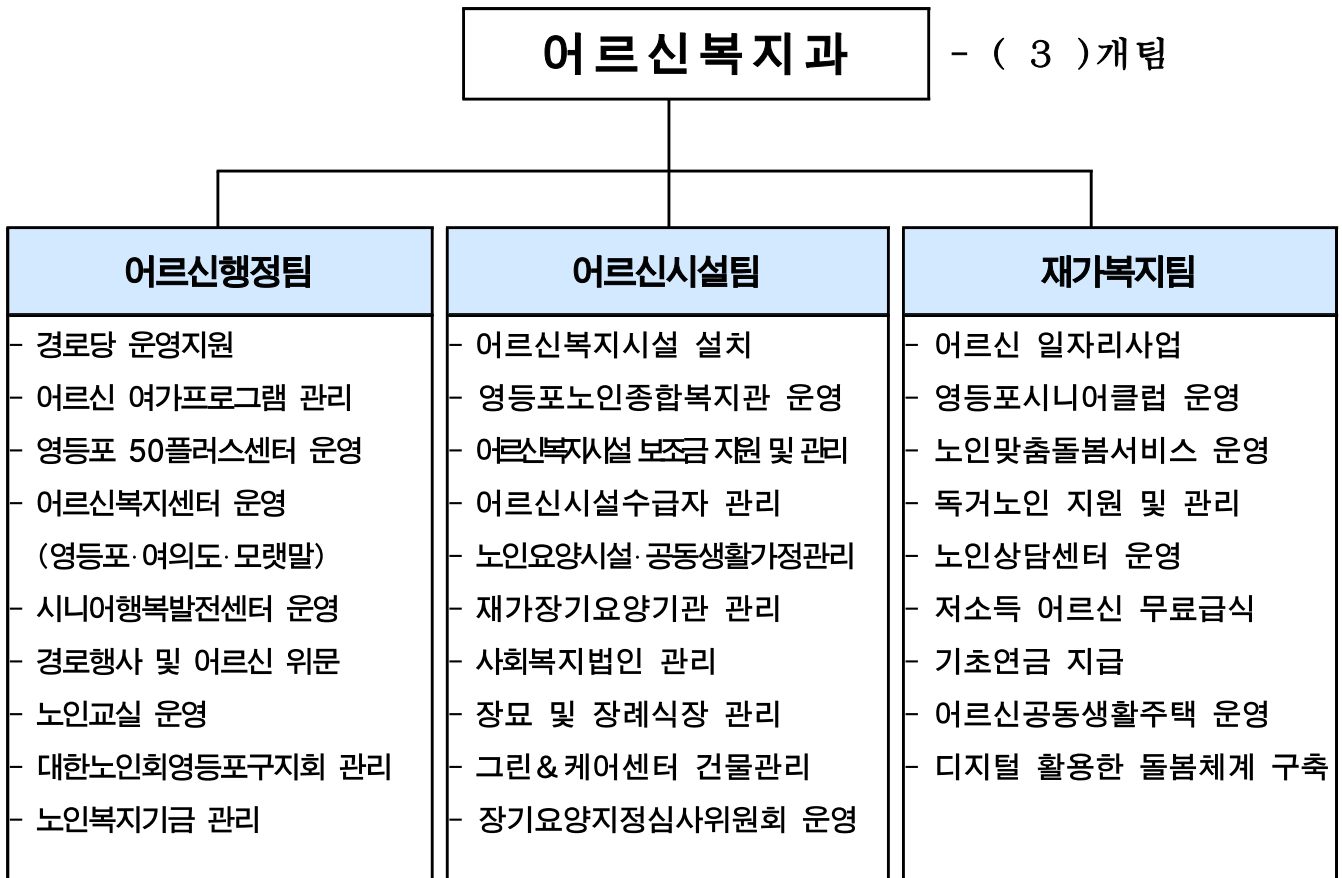 어르신복지과 - ( 3 )개팀
어르신행정팀
- 경로당 운영지원
- 어르신 여가프로그램 관리
- 영등포 50플러스센터 운영
- 어르신복지센터 운영
(영등포·여의도·모랫말)
- 시니어행복발전센터 운영
- 경로행사 및 어르신 위문
- 노인교실 운영
- 대한노인회영등포구지회 관리
- 노인복지기금 관리
어르신시설팀
- 어르신복지시설 설치
- 영등포노인종합복지관 운영
- 어르신복지시설 보조금 지원 및 관리
- 어르신시설수급자 관리
- 노인요양시설·공동생활가정관리
- 재가장기요양기관 관리
- 사회복지법인 관리
- 장묘 및 장례식장 관리
- 그린&케어센터 건물관리
- 장기요양지정심사위원회 운영
재가복지팀
- 어르신 일자리사업
- 영등포시니어클럽 운영
- 노인맞춤돌봄서비스 운영
- 독거노인 지원 및 관리
- 노인상담센터 운영
- 저소득 어르신 무료급식
- 기초연금 지급
- 어르신공동생활주택 운영
- 디지털 활용한 돌봄체계 구축